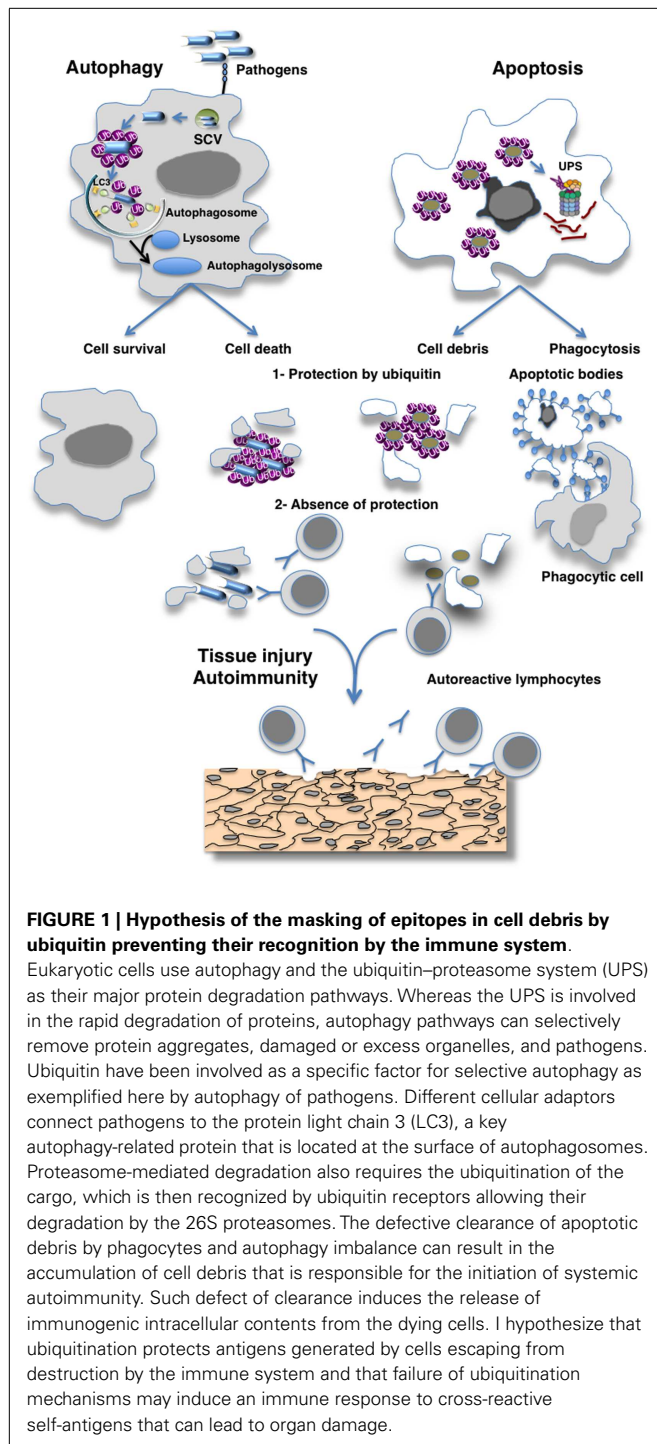 Autophagy
Pathogens
Apoptosis
SCV
Ub Ub Ub Ub Ub Ub
LC3
UPS
Autophagosome
Lysosome
Autophagolysosome
Cell survival
Cell death
Cell debris
Phagocytosis
1- Protection by ubiquitin
Apoptotic bodies
2- Absence of protection
Phagocytic cell
Tissue injury
Autoimmunity
Autoreactive lymphocytes
FIGURE 1 | Hypothesis of the masking of epitopes in cell debris by
ubiquitin preventing their recognition by the immune system.
Eukaryotic cells use autophagy and the ubiquitin–proteasome system (UPS)
as their major protein degradation pathways. Whereas the UPS is involved
in the rapid degradation of proteins, autophagy pathways can selectively
remove protein aggregates, damaged or excess organelles, and pathogens.
Ubiquitin have been involved as a specific factor for selective autophagy as
exemplified here by autophagy of pathogens. Different cellular adaptors
connect pathogens to the protein light chain 3 (LC3), a key
autophagy-related protein that is located at the surface of autophagosomes.
Proteasome-mediated degradation also requires the ubiquitination of the
cargo, which is then recognized by ubiquitin receptors allowing their
degradation by the 26S proteasomes. The defective clearance of apoptotic
debris by phagocytes and autophagy imbalance can result in the
accumulation of cell debris that is responsible for the initiation of systemic
autoimmunity. Such defect of clearance induces the release of
immunogenic intracellular contents from the dying cells. I hypothesize that
ubiquitination protects antigens generated by cells escaping from
destruction by the immune system and that failure of ubiquitination
mechanisms may induce an immune response to cross-reactive
self-antigens that can lead to organ damage.